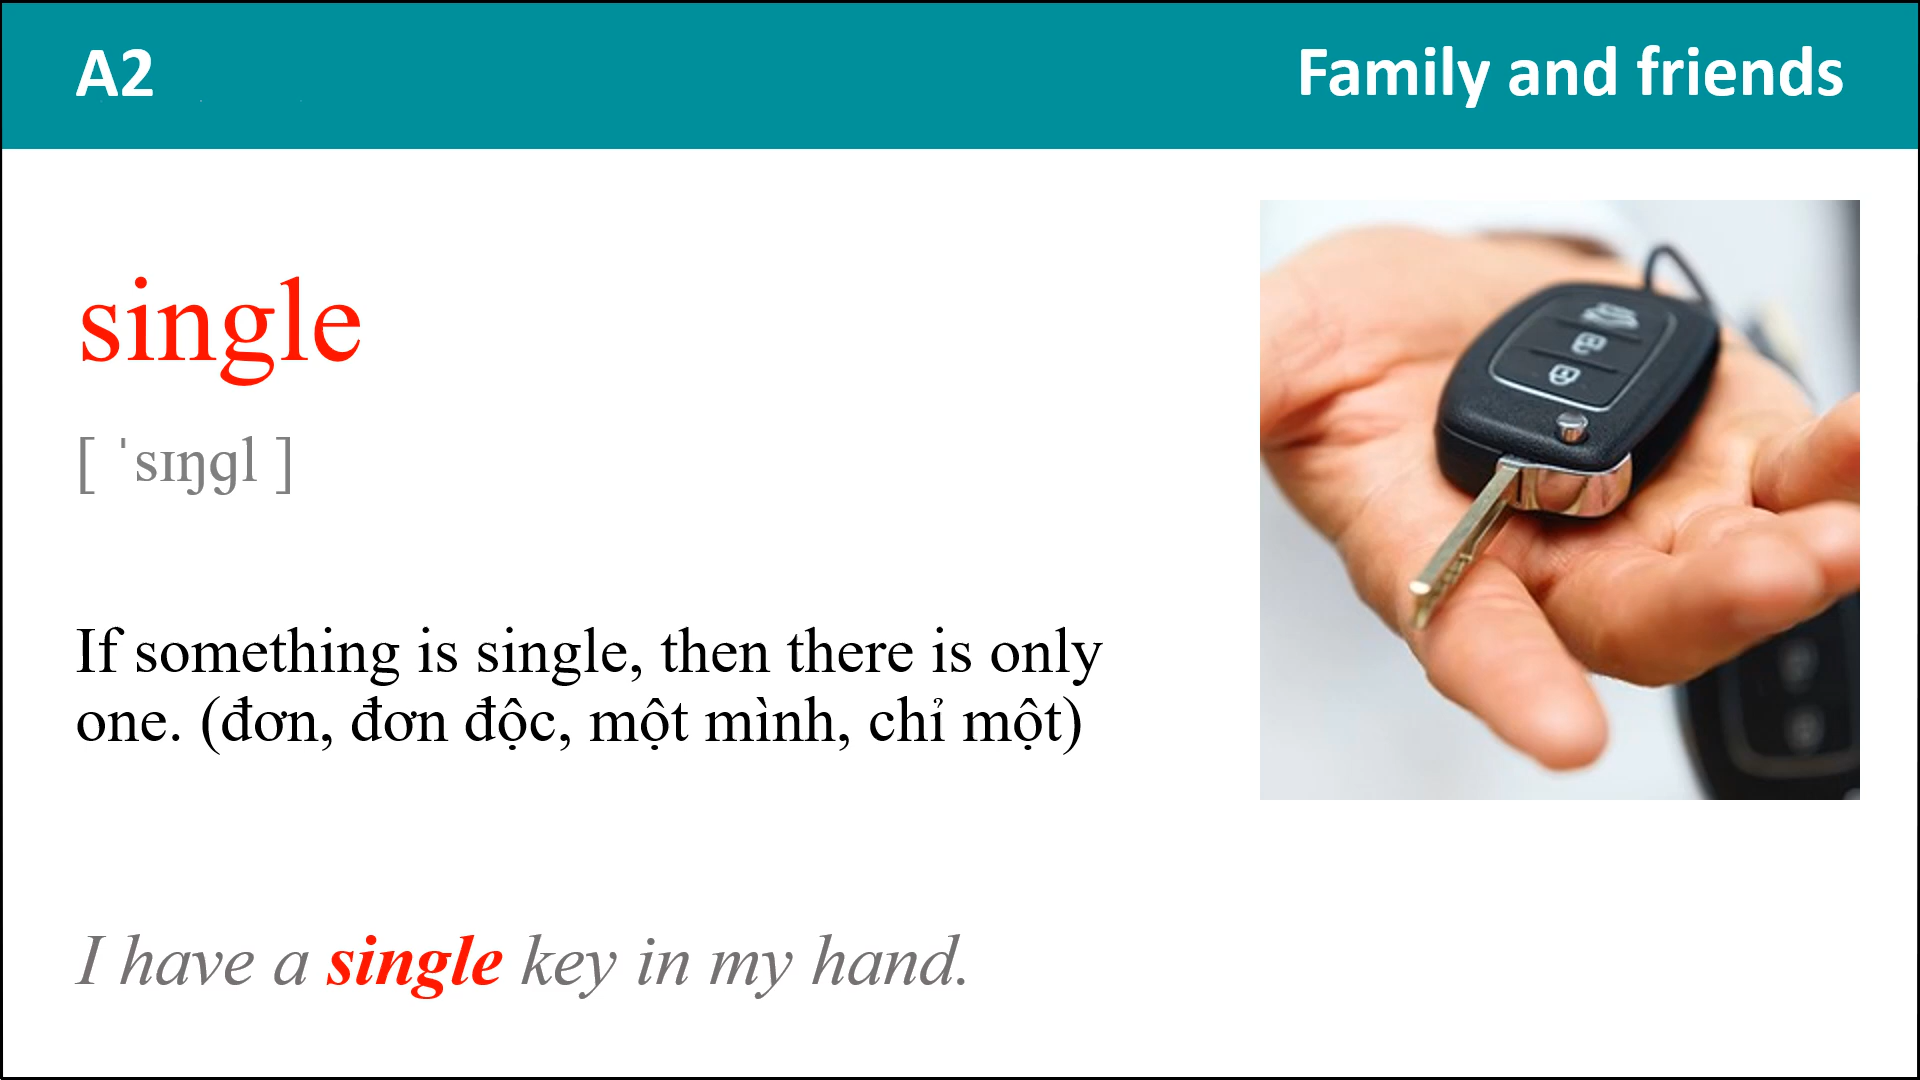 A2
Family and friends
single
[ ˈsɪŋɡl ]
If something is single, then there is only
one. (đơn, đơn độc, một mình, chỉ một)
I have a single key in my hand.